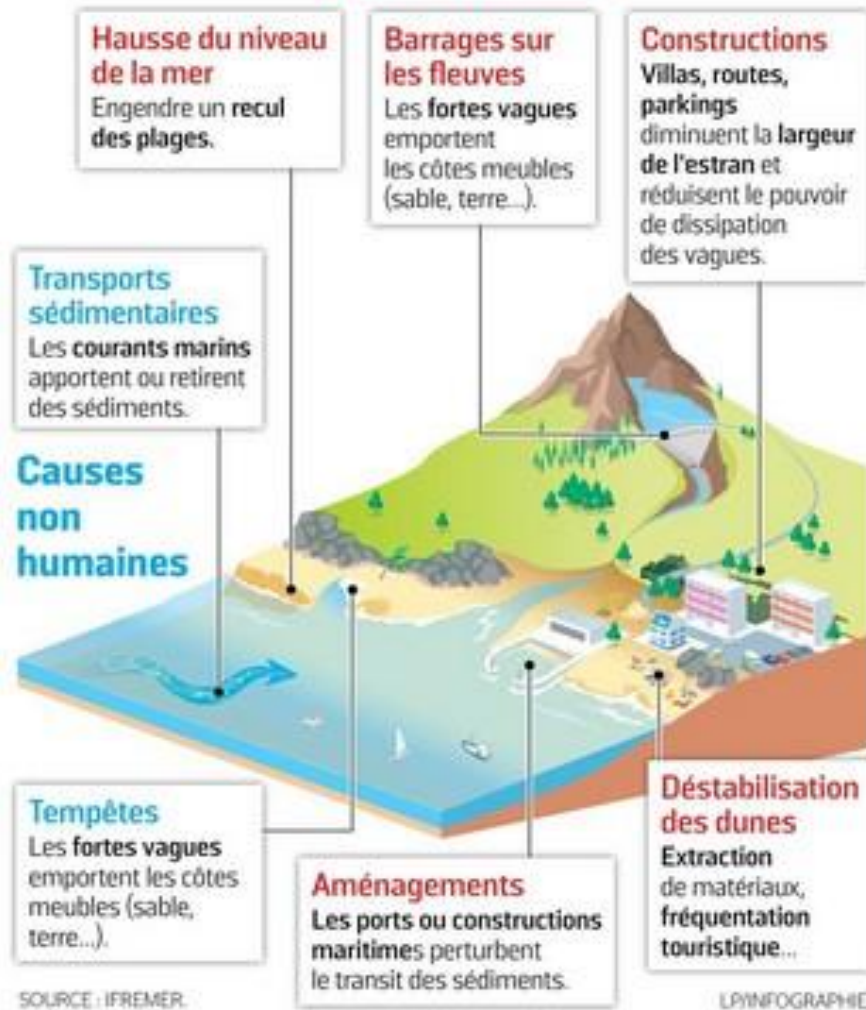 Hausse du niveau
de la mer
Engendre un recul
des plages.
Barrages sur
les fleuves
Les fortes vagues
emportent
les côtes meubles
(sable, terre...).
Constructions
Villas, routes,
parkings
diminuent la largeur
de l'estran et
réduisent le pouvoir
de dissipation
des vagues.
Transports
sédimentaires
Les courants marins
apportent ou retirent
des sédiments.
Causes
non
humaines
Tempêtes
Les fortes vagues
emportent les côtes
meubles (sable,
terre...).
Aménagements
Les ports ou constructions
maritimes perturbent
le transit des sédiments.
Déstabilisation
des dunes
Extraction
de matériaux,
fréquentation
touristique...
SOURCE : IFREMER.
LP/INFOGRAPHIE